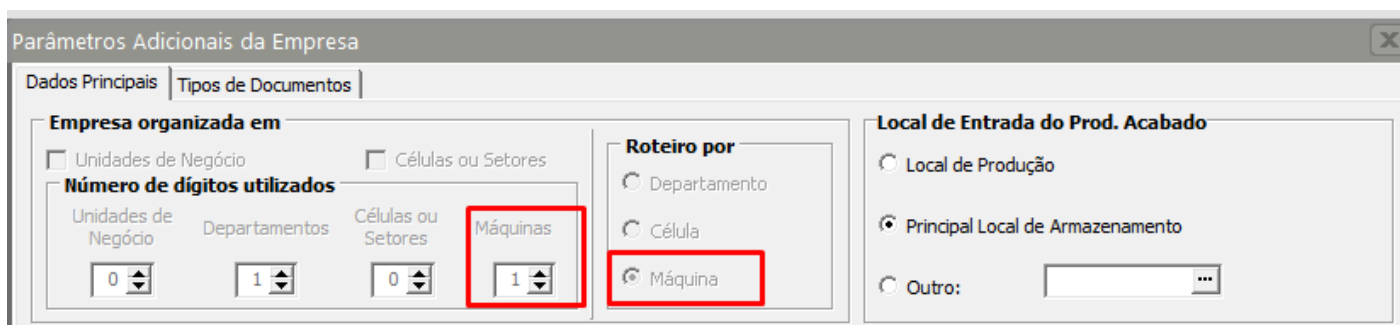 Parâmetros Adicionais da Empresa
Dados Principais
Tipos de Documentos
Empresa organizada em
Unidades de Negócio
Células ou Setores
Número de dígitos utilizados
Unidades de Negócio
Departamentos
Células ou Setores
Máquinas
0
1
0
1
Roteiro por
Departamento
Célula
Máquina
Local de Entrada do Prod. Acabado
Local de Produção
Principal Local de Armazenamento
Outro:
...